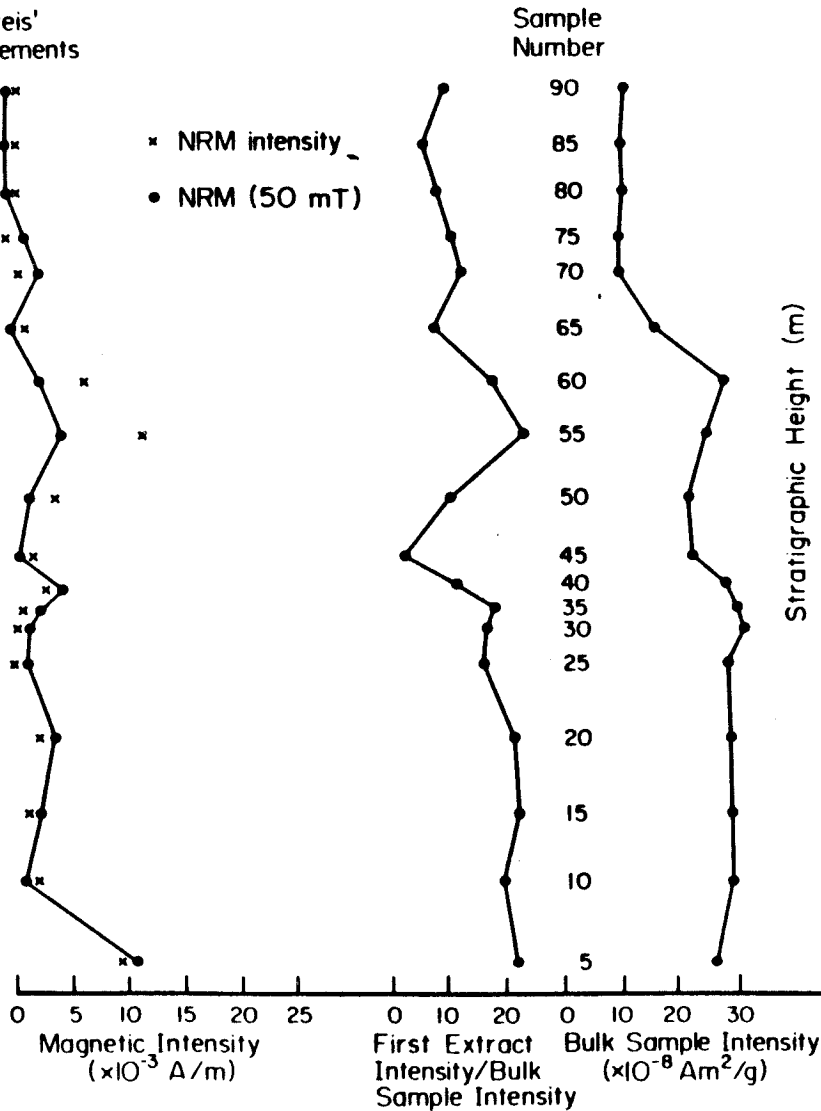 Sample
Number
× NRM intensity
• NRM (50 mT)
90
85
80
75
70
65
60
55
50
45
40
35
30
25
20
15
10
5
Stratigraphic Height (m)
0 5 10 15 20 25
Magnetic Intensity
(×10⁻³ A/m)
0 10 20
First Extract
Intensity/Bulk
Sample Intensity
0 10 20 30
Bulk Sample Intensity
(×10⁻⁸ Am²/g)